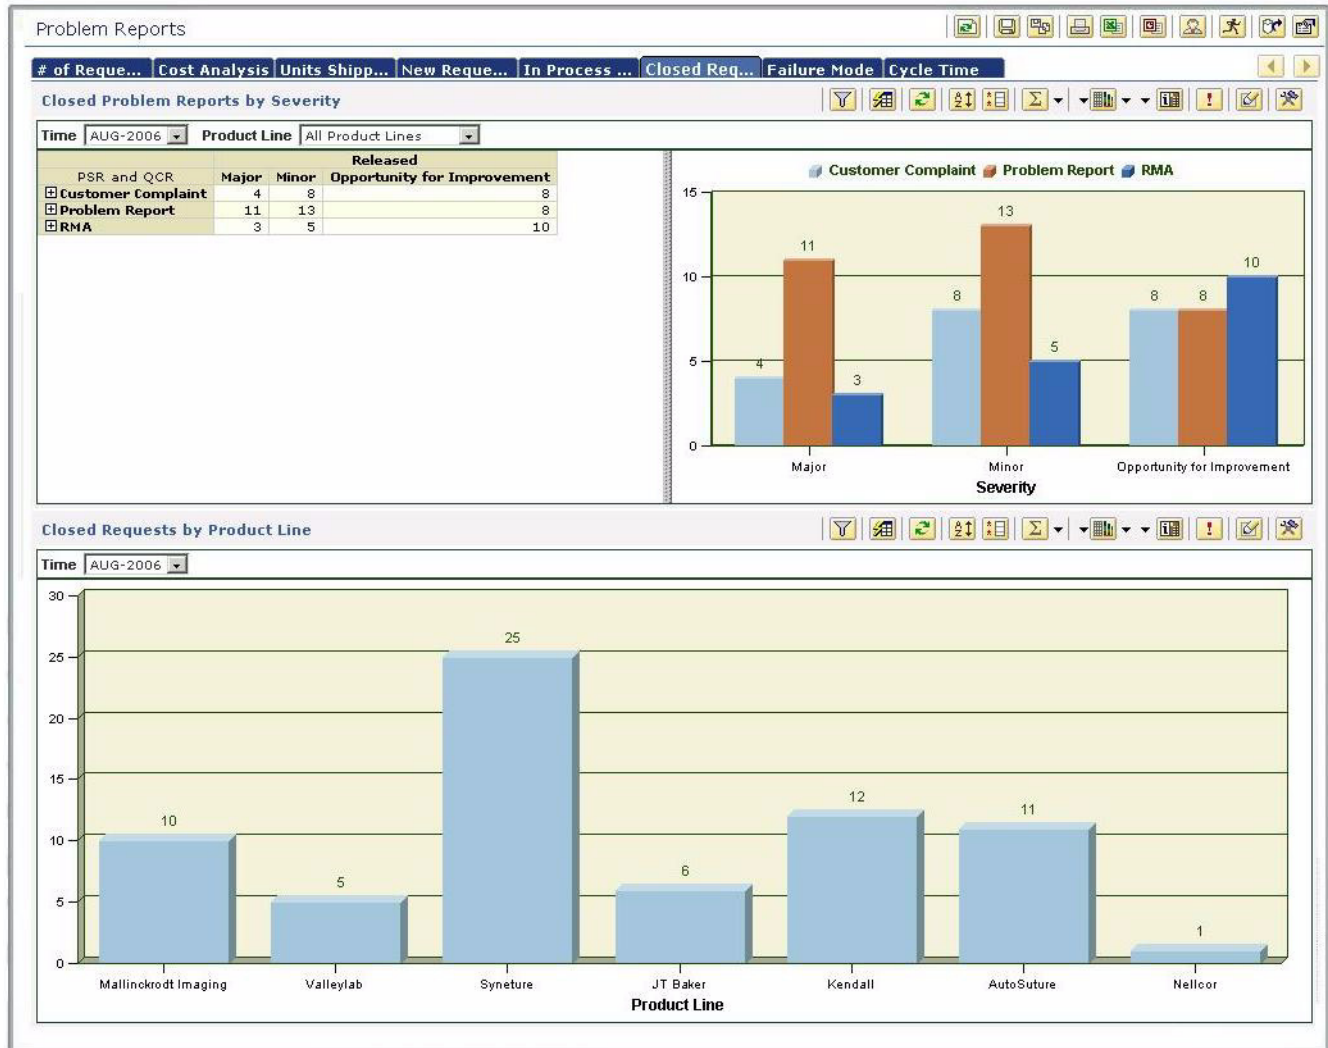 Problem Reports
# of Reque... Cost Analysis Units Shipp... New Reque... In Process ... Closed Req... Failure Mode Cycle Time
Closed Problem Reports by Severity
Time AUG-2006 Product Line All Product Lines
Released
PSR and QCR Major Minor Opportunity for Improvement
Customer Complaint 4 8 8
Problem Report 11 13 8
RMA 3 5 10
Customer Complaint Problem Report RMA
15
13
11
10
10
8 8 8
5
5
4
3
0
Major Minor Opportunity for Improvement
Severity
Closed Requests by Product Line
Time AUG-2006
30
25
25
20
15
12
11
10
10
6
5
5
1
0
Mallinckrodt Imaging Valleylab Syneture JT Baker Kendall AutoSuture Nellcor
Product Line